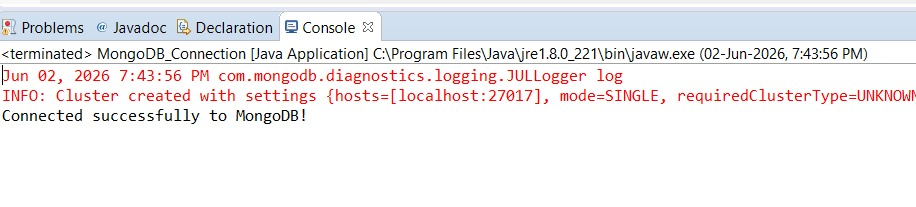 Problems @ Javadoc Declaration Console
<terminated> MongoDB_Connection [Java Application] C:\Program Files\Java\jre1.8.0_221\bin\javaw.exe (02-Jun-2026, 7:43:56 PM)
Jun 02, 2026 7:43:56 PM com.mongodb.diagnostics.logging.JULLogger log
INFO: Cluster created with settings {hosts=[localhost:27017], mode=SINGLE, requiredClusterType=UNKNOWN
Connected successfully to MongoDB!